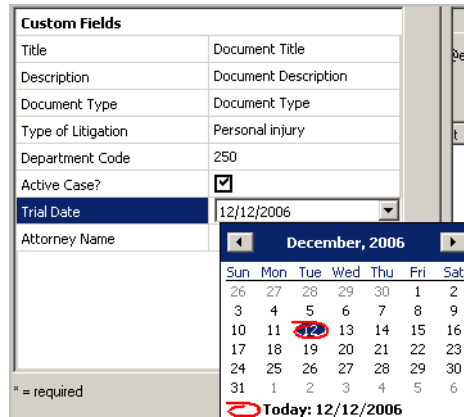 Custom Fields
Title Document Title
Description Document Description
Document Type Document Type
Type of Litigation Personal injury
Department Code 250
Active Case?
Trial Date 12/12/2006
Attorney Name
December, 2006
Sun Mon Tue Wed Thu Fri Sat
26 27 28 29 30 1 2
3 4 5 6 7 8 9
10 11 12 13 14 15 16
17 18 19 20 21 22 23
24 25 26 27 28 29 30
31 1 2 3 4 5 6
Today: 12/12/2006
* = required